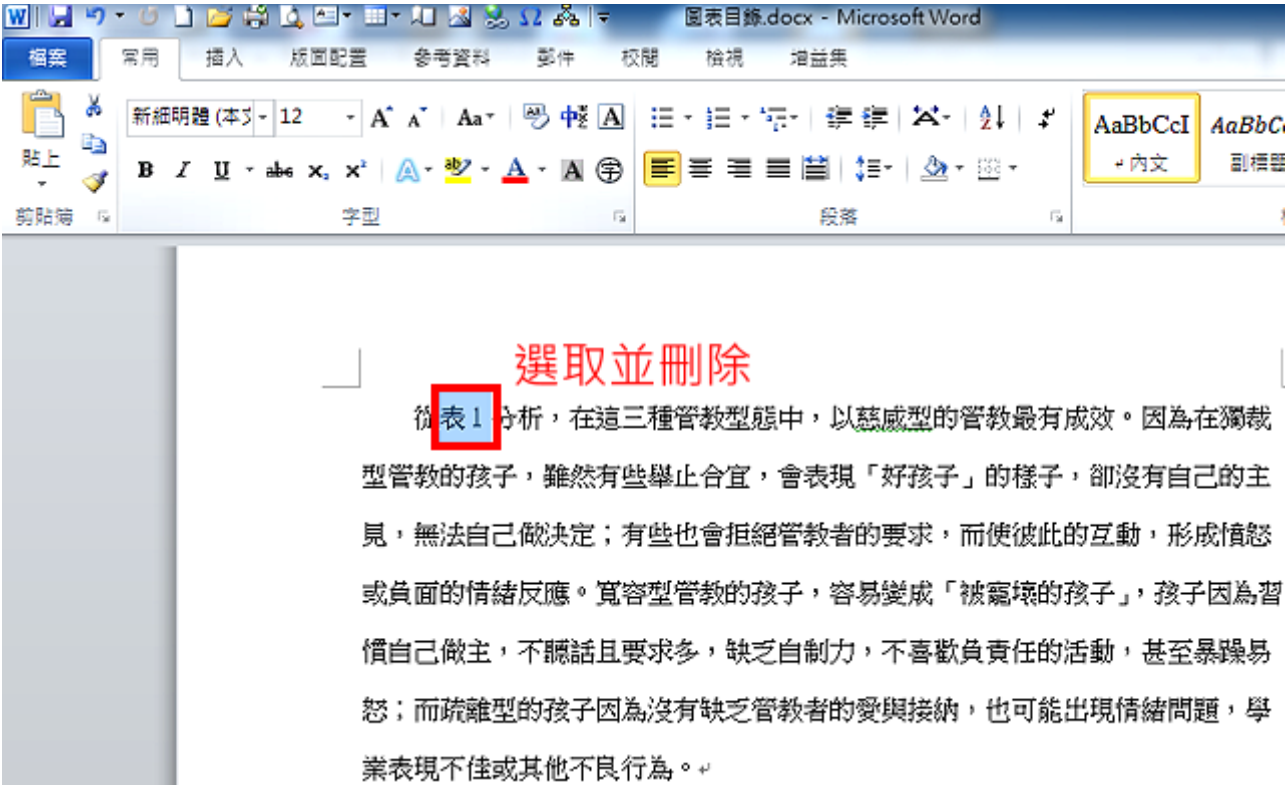 圖表目錄.docx - Microsoft Word
檔案 常用 插入 版面配置 參考資料 郵件 校閱 檢視 增益集
新細明體 (本文 12 A A Aa 中 A AaBbCcI AaBbCc
貼上 B I U abc x₂ x² A ab A A 字 內文 副標題
剪貼簿 字型 段落
選取並刪除
從表 1 分析，在這三種管教型態中，以慈威型的管教最有成效。因為在獨裁
型管教的孩子，雖然有些舉止合宜，會表現「好孩子」的樣子，卻沒有自己的主
見，無法自己做決定；有些也會拒絕管教者的要求，而使彼此的互動，形成憤怒
或負面的情緒反應。寬容型管教的孩子，容易變成「被寵壞的孩子」，孩子因為習
慣自己做主，不聽話且要求多，缺乏自制力，不喜歡負責任的活動，甚至暴躁易
怒；而疏離型的孩子因為沒有缺乏管教者的愛與接納，也可能出現情緒問題，學
業表現不佳或其他不良行為。